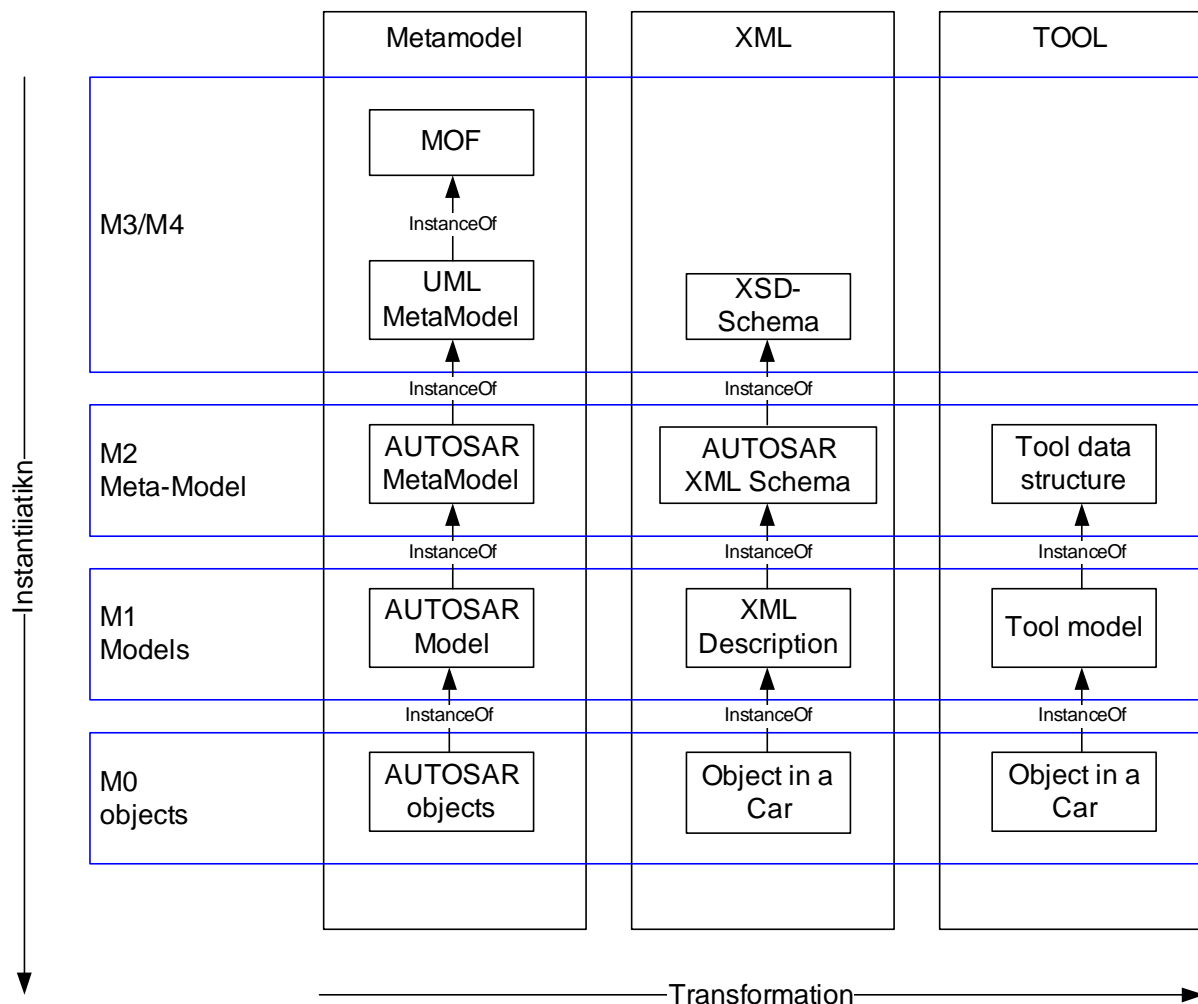 Metamodel
XML
TOOL
MOF
InstanceOf
M3/M4
UML
MetaModel
XSD-
Schema
InstanceOf
InstanceOf
M2
Meta-Model
AUTOSAR
MetaModel
AUTOSAR
XML Schema
Tool data
structure
InstanceOf
InstanceOf
InstanceOf
Instantiiatikn
M1
Models
AUTOSAR
Model
XML
Description
Tool model
InstanceOf
InstanceOf
InstanceOf
M0
objects
AUTOSAR
objects
Object in a
Car
Object in a
Car
Transformation